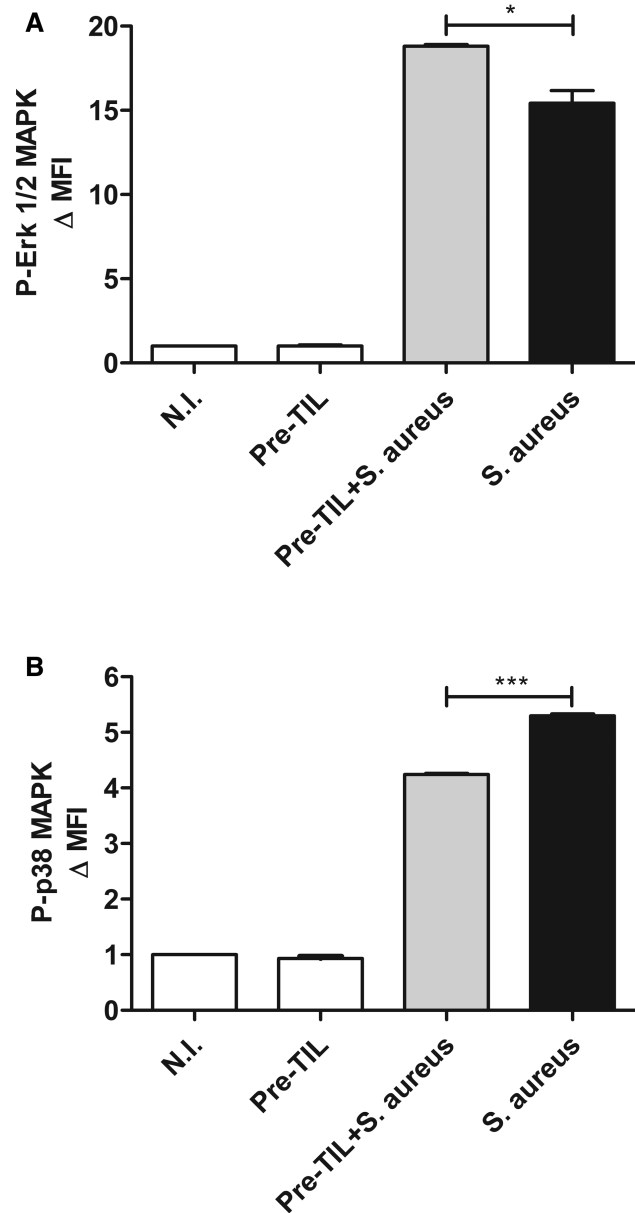 A
P-Erk 1/2 MAPK
Δ MFI
20
15
10
5
0
*
N.I.
Pre-TIL
Pre-TIL+S. aureus
S. aureus
B
P-p38 MAPK
Δ MFI
6
5
4
3
2
1
0
***
N.I.
Pre-TIL
Pre-TIL+S. aureus
S. aureus